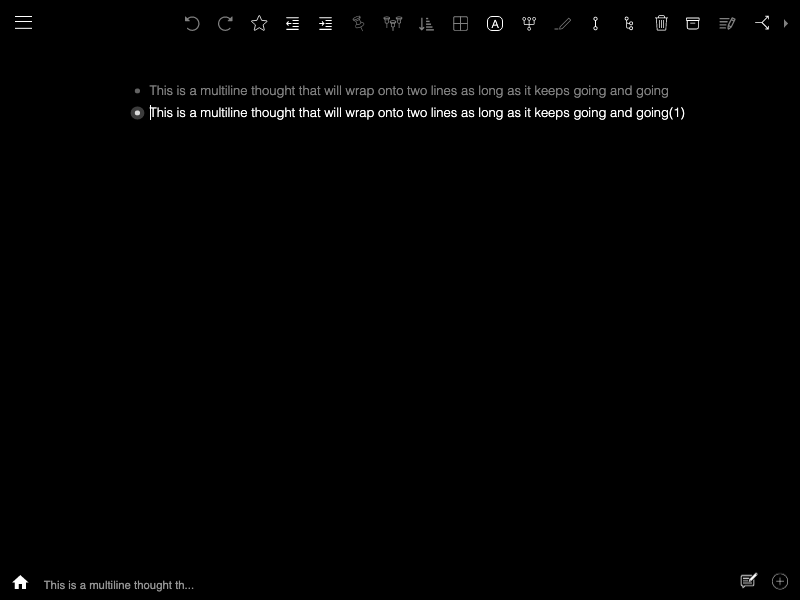 A
This is a multiline thought that will wrap onto two lines as long as it keeps going and going
This is a multiline thought that will wrap onto two lines as long as it keeps going and going(1)
This is a multiline thought th...